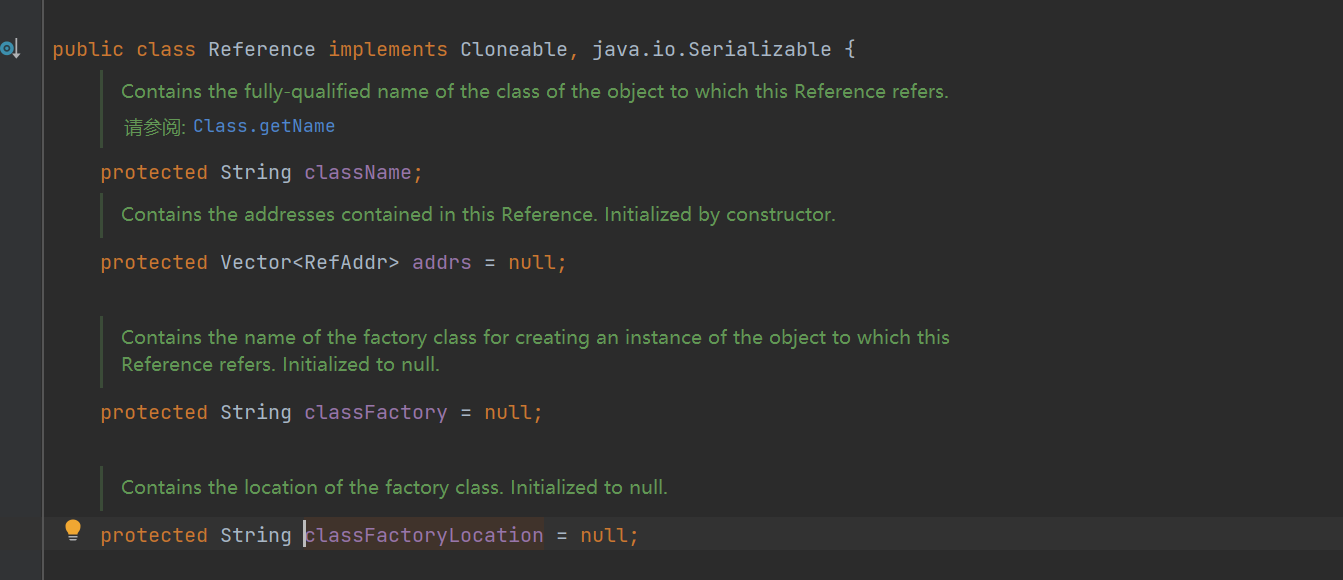 public class Reference implements Cloneable, java.io.Serializable {
Contains the fully-qualified name of the class of the object to which this Reference refers.
请参阅: Class.getName
protected String className;
Contains the addresses contained in this Reference. Initialized by constructor.
protected Vector<RefAddr> addrs = null;
Contains the name of the factory class for creating an instance of the object to which this
Reference refers. Initialized to null.
protected String classFactory = null;
Contains the location of the factory class. Initialized to null.
protected String classFactoryLocation = null;